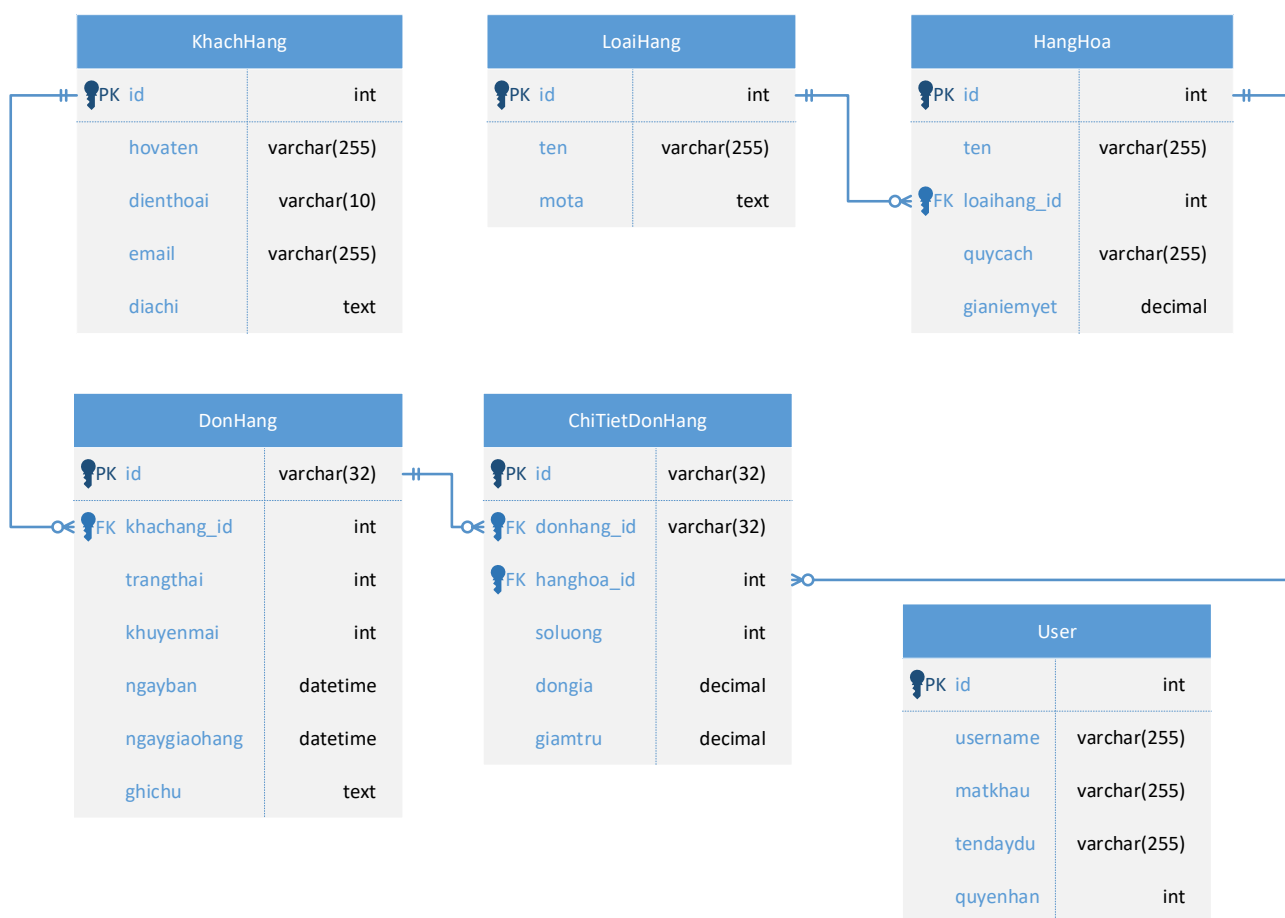 KhachHang
PK id int
hovaten varchar(255)
dienthoai varchar(10)
email varchar(255)
diachi text
LoaiHang
PK id int
ten varchar(255)
mota text
HangHoa
PK id int
ten varchar(255)
FK loaihang_id int
quycach varchar(255)
gianiemyet decimal
DonHang
PK id varchar(32)
FK khachang_id int
trangthai int
khuyenmai int
ngayban datetime
ngaygiaohang datetime
ghichu text
ChiTietDonHang
PK id varchar(32)
FK donhang_id varchar(32)
FK hanghoa_id int
soluong int
dongia decimal
giamtru decimal
User
PK id int
username varchar(255)
matkhau varchar(255)
tendaydu varchar(255)
quyenhan int